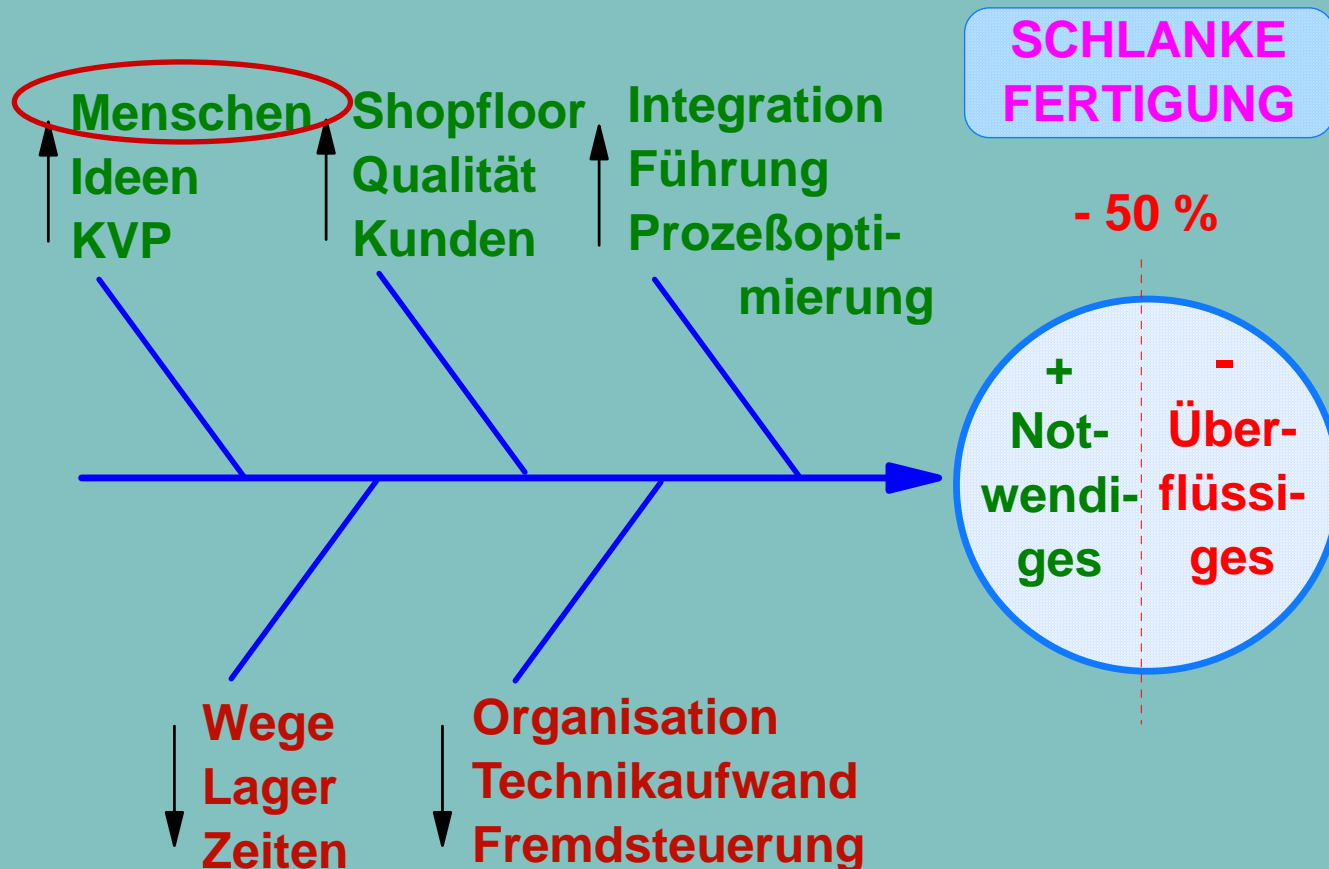 SCHLANKE
FERTIGUNG
Menschen
Ideen
KVP
Shopfloor
Qualität
Kunden
Integration
Führung
Prozeßopti-
mierung
- 50 %
+
Not-
wendi-
ges
-
Über-
flüssi-
ges
Wege
Lager
Zeiten
Organisation
Technikaufwand
Fremdsteuerung